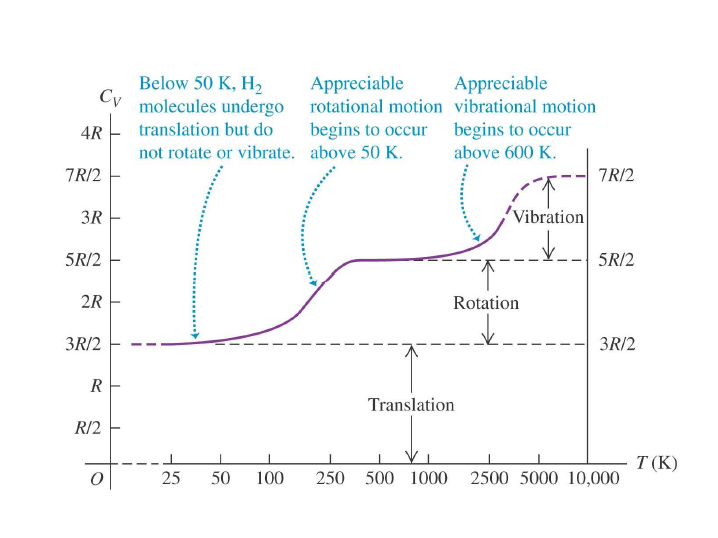 Below 50 K, H₂
molecules undergo
translation but do
not rotate or vibrate.
Appreciable
rotational motion
begins to occur
above 50 K.
Appreciable
vibrational motion
begins to occur
above 600 K.
C_V
4R
7R/2
3R
5R/2
2R
3R/2
R
R/2
O
Vibration
Rotation
Translation
7R/2
5R/2
3R/2
25 50 100 250 500 1000 2500 5000 10,000
T (K)